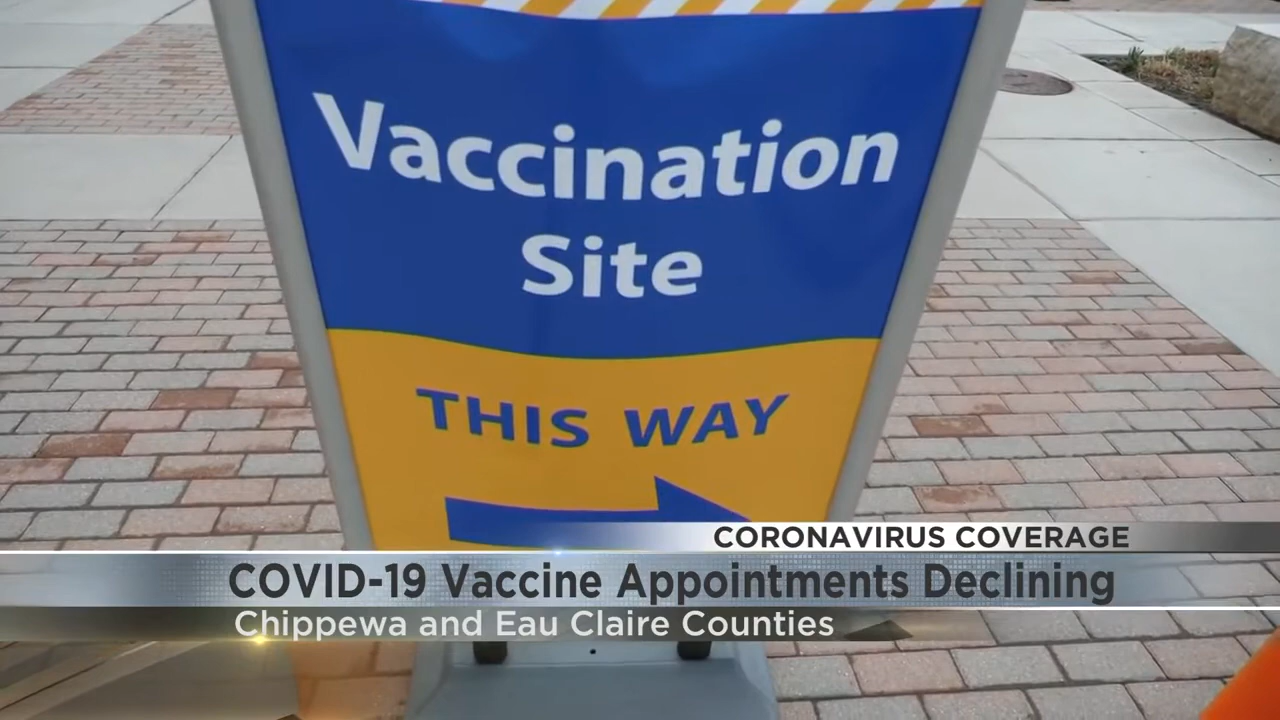 Vaccination
Site
THIS WAY
CORONAVIRUS COVERAGE
COVID-19 Vaccine Appointments Declining
Chippewa and Eau Claire Counties